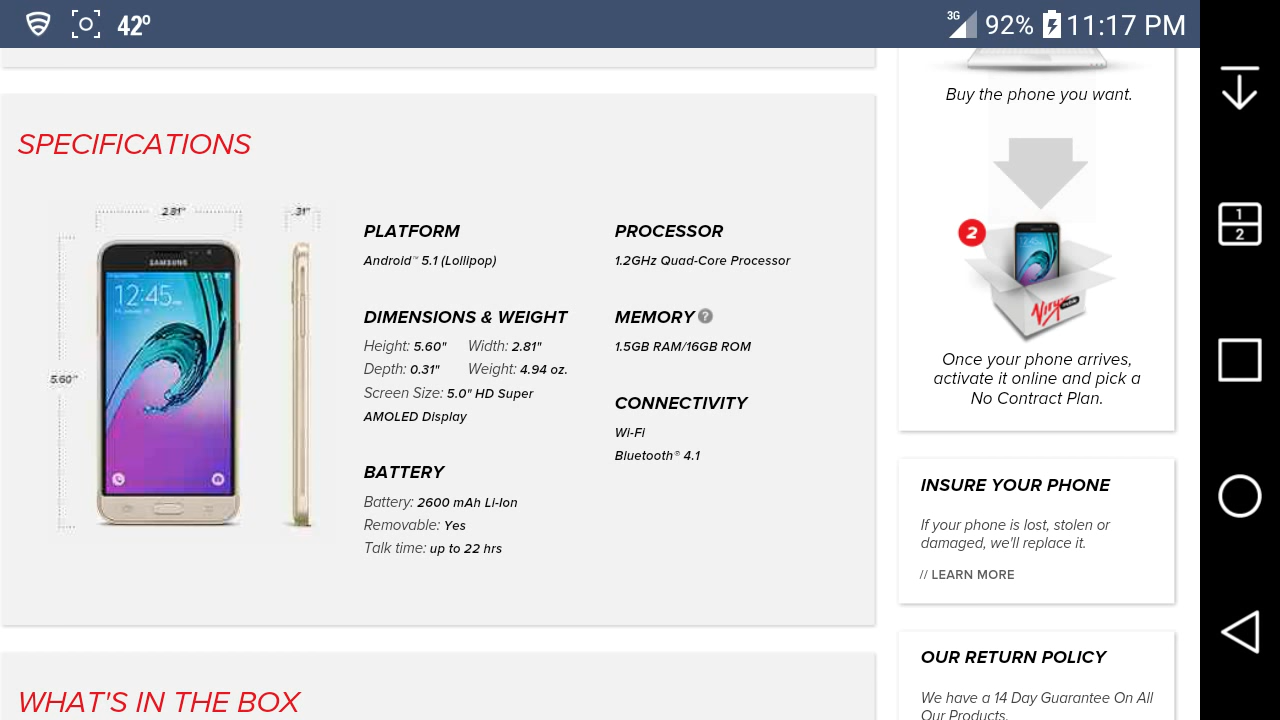 42°
3G
92%
11:17 PM
SPECIFICATIONS
2.81"
.31"
SAMSUNG
12:45
5.60"
PLATFORM
Android™ 5.1 (Lollipop)
DIMENSIONS & WEIGHT
Height: 5.60" Width: 2.81"
Depth: 0.31" Weight: 4.94 oz.
Screen Size: 5.0" HD Super
AMOLED Display
BATTERY
Battery: 2600 mAh Li-Ion
Removable: Yes
Talk time: up to 22 hrs
PROCESSOR
1.2GHz Quad-Core Processor
MEMORY ?
1.5GB RAM/16GB ROM
CONNECTIVITY
Wi-Fi
Bluetooth® 4.1
WHAT'S IN THE BOX
Buy the phone you want.
2
Virgin mobile
Once your phone arrives,
activate it online and pick a
No Contract Plan.
INSURE YOUR PHONE
If your phone is lost, stolen or
damaged, we'll replace it.
// LEARN MORE
OUR RETURN POLICY
We have a 14 Day Guarantee On All
Our Products.
1
2